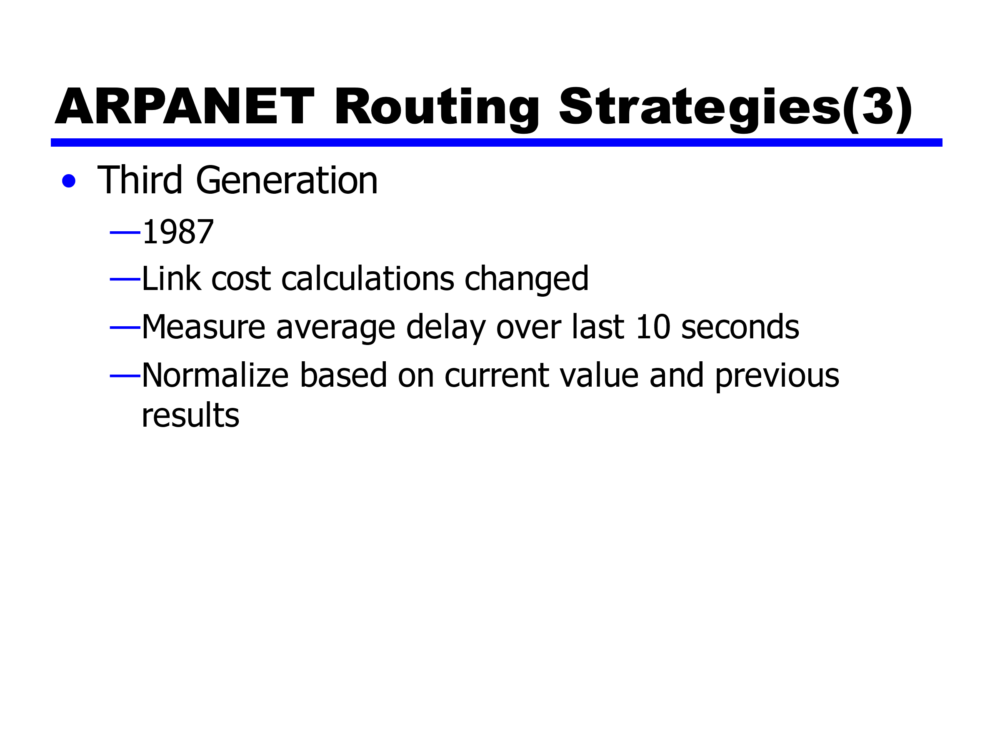 ARPANET Routing Strategies(3)
• Third Generation
—1987
—Link cost calculations changed
—Measure average delay over last 10 seconds
—Normalize based on current value and previous
results